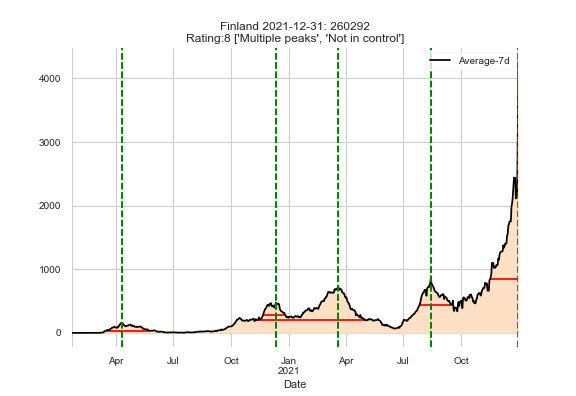 Finland 2021-12-31: 260292
Rating:8 ['Multiple peaks', 'Not in control']
Average-7d
4000
3000
2000
1000
0
Apr
Jul
Oct
Jan
2021
Apr
Jul
Oct
Date